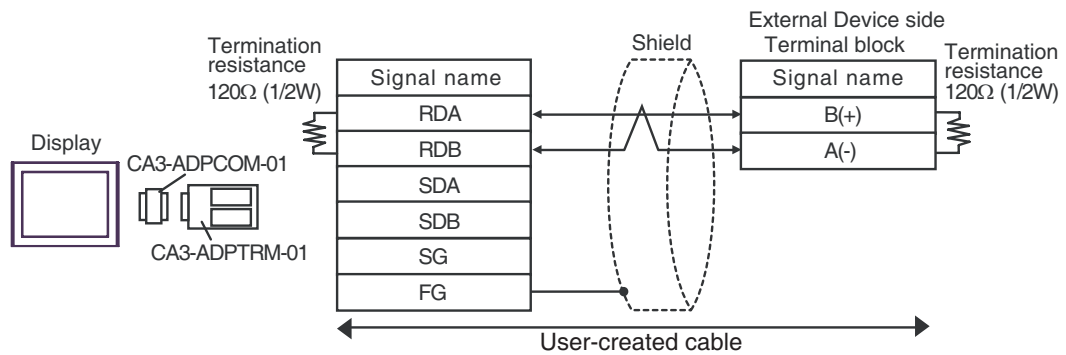 External Device side
Terminal block
Termination
resistance
120Ω (1/2W)
Shield
Termination
resistance
120Ω (1/2W)
Signal name
RDA
RDB
SDA
SDB
SG
FG
Signal name
B(+)
A(-)
Display
CA3-ADPCOM-01
CA3-ADPTRM-01
User-created cable